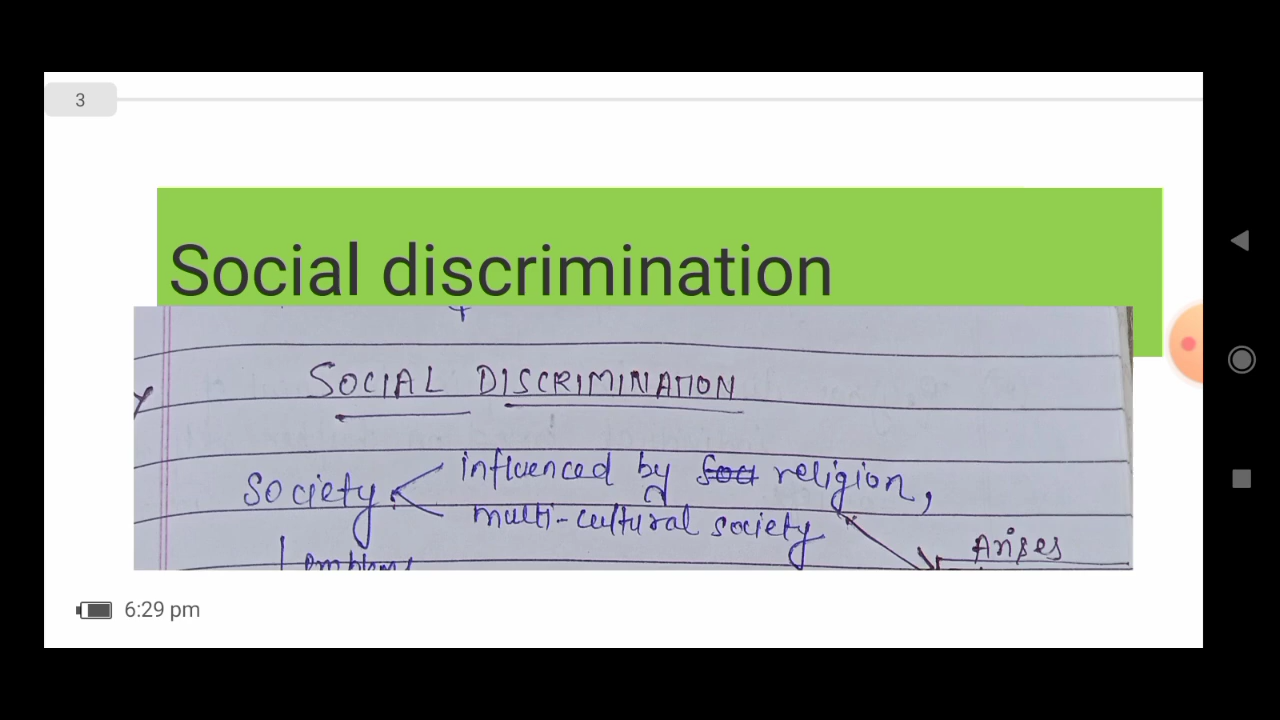 3
Social discrimination
SOCIAL DISCRIMINATION
influenced by religion,
Society
multi-cultural society
Arises
6:29 pm